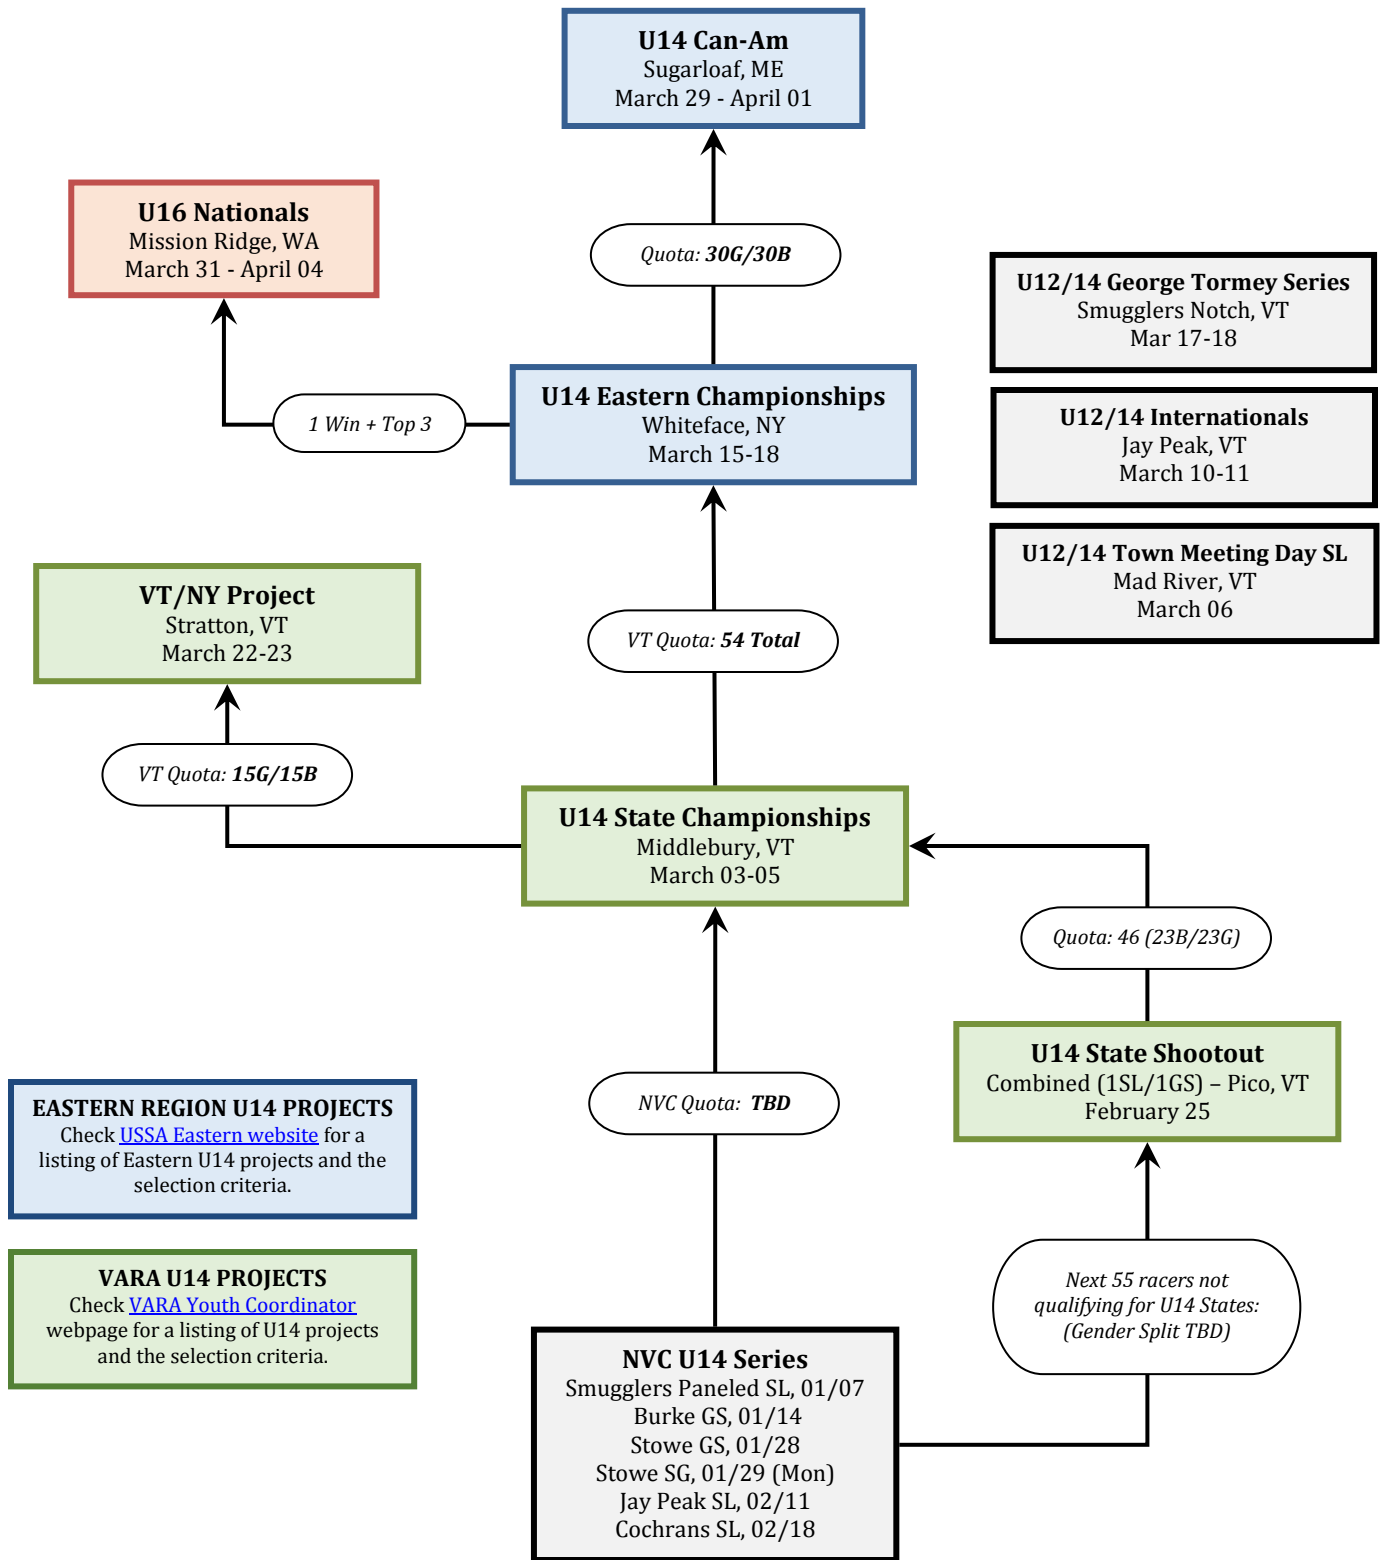 U14 Can-Am
Sugarloaf, ME
March 29 - April 01
U16 Nationals
Mission Ridge, WA
March 31 - April 04
Quota: 30G/30B
U12/14 George Tormey Series
Smugglers Notch, VT
Mar 17-18
U14 Eastern Championships
Whiteface, NY
March 15-18
1 Win + Top 3
U12/14 Internationals
Jay Peak, VT
March 10-11
U12/14 Town Meeting Day SL
Mad River, VT
March 06
VT/NY Project
Stratton, VT
March 22-23
VT Quota: 54 Total
VT Quota: 15G/15B
U14 State Championships
Middlebury, VT
March 03-05
Quota: 46 (23B/23G)
U14 State Shootout
Combined (1SL/1GS) – Pico, VT
February 25
NVC Quota: TBD
EASTERN REGION U14 PROJECTS
Check USSA Eastern website for a
listing of Eastern U14 projects and the
selection criteria.
VARA U14 PROJECTS
Check VARA Youth Coordinator
webpage for a listing of U14 projects
and the selection criteria.
Next 55 racers not
qualifying for U14 States:
(Gender Split TBD)
NVC U14 Series
Smugglers Paneled SL, 01/07
Burke GS, 01/14
Stowe GS, 01/28
Stowe SG, 01/29 (Mon)
Jay Peak SL, 02/11
Cochrans SL, 02/18